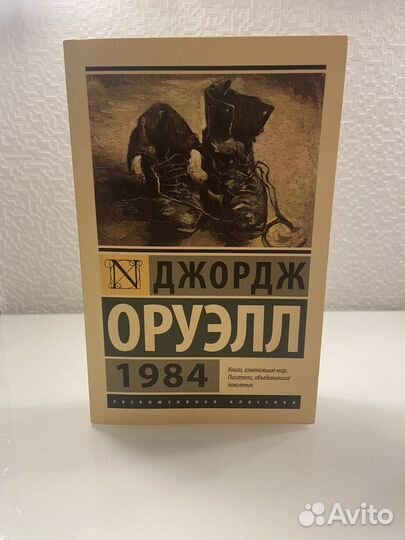 N
ДЖОРДЖ
ОРУЭЛЛ
1984
Книги, изменившие мир.
Писатели, объединившие
поколения.
ЭКСКЛЮЗИВНАЯ КЛАССИКА
Avito